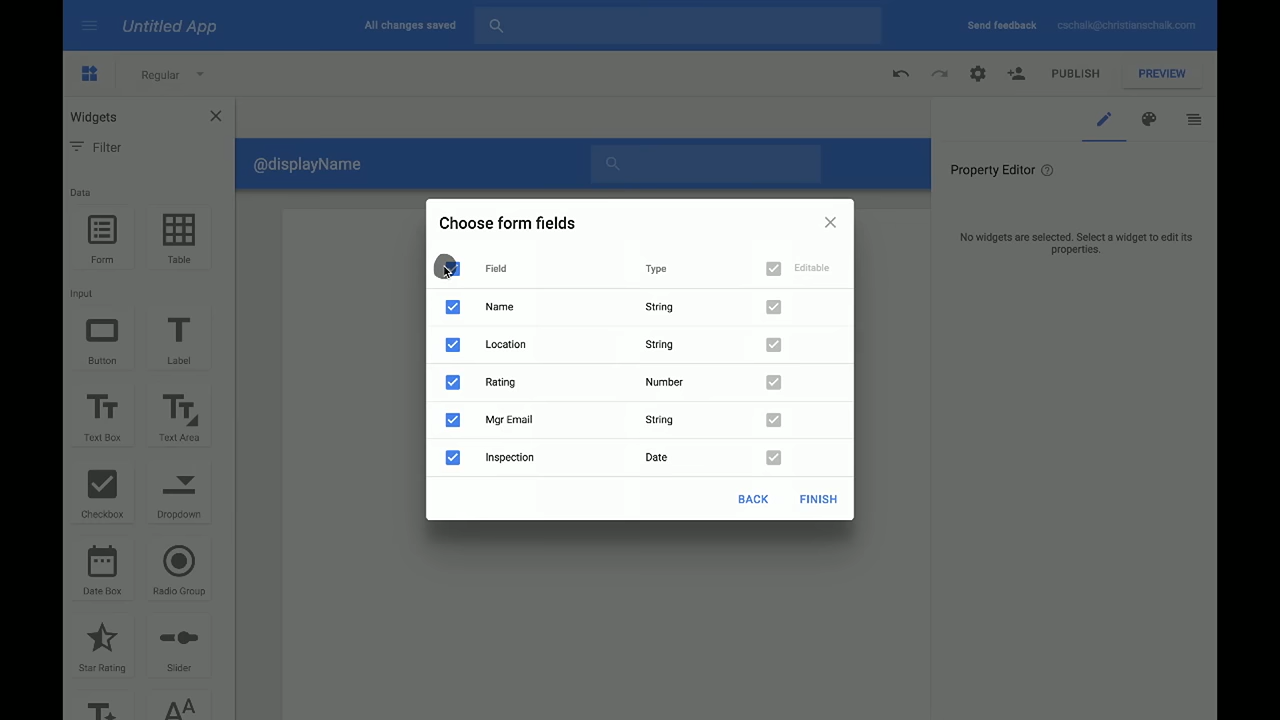 Untitled App
All changes saved
Send feedback
cschalk@christianschalk.com
Regular
PUBLISH
PREVIEW
Widgets
Filter
Data
Form
Table
Input
Button
Label
Text Box
Text Area
Checkbox
Dropdown
Date Box
Radio Group
Star Rating
Slider
@displayName
Property Editor
No widgets are selected. Select a widget to edit its
properties.
Choose form fields
Field Type Editable
Name String
Location String
Rating Number
Mgr Email String
Inspection Date
BACK FINISH